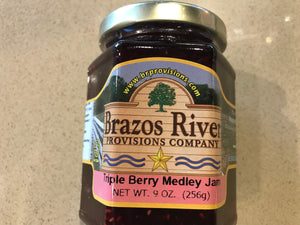 www.brprovisions.com
Brazos River
PROVISIONS COMPANY
Triple Berry Medley Jam
NET WT. 9 OZ. (256g)